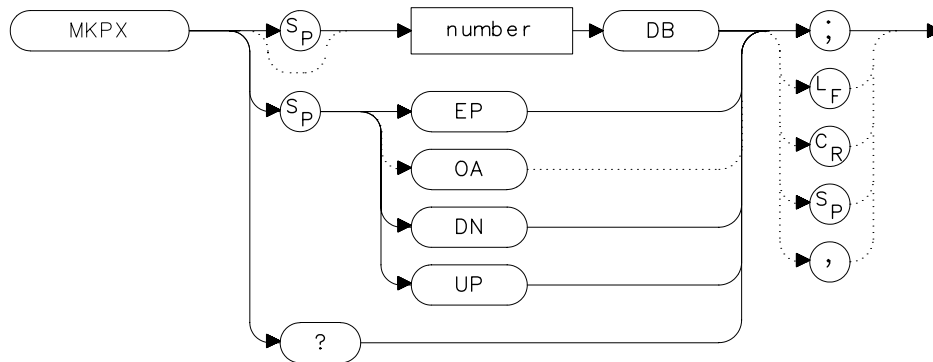 MKPX SP number DB ;
SP EP LF
OA CR
DN SP
UP ,
?